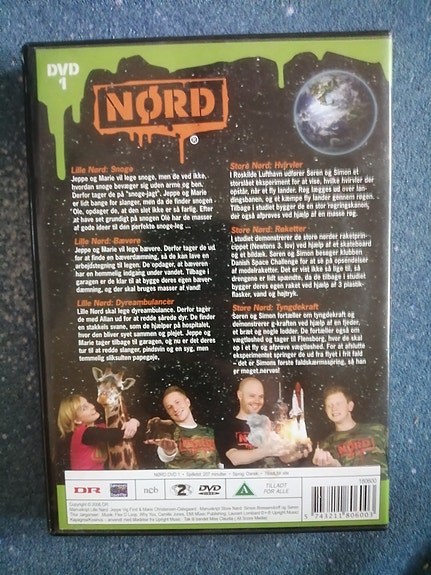 DVD
1
NØRD
®
Lille Nørd: Snoge
Jeppe og Marie vil lege snoge, men de ved ikke,
hvordan snoge bevæger sig uden arme og ben.
Derfor tager de på "snoge-jagt". Jeppe og Marie
er lidt bange for slanger, men da de finder snogen
Ole, opdager de, at den slet ikke er så farlig. Efter
at have set grundigt på snogen Ole har de masser
af gode ideer til den perfekte snoge-leg ...
Lille Nørd: Bævere
Jeppe og Marie vil lege bævere. Derfor tager de ud
for at finde en bæverdæmning, så de kan lave en
arbejdstegning til legen. De opdager, at bæveren
har en hemmelig indgang under vandet. Tilbage i
garagen er de klar til at bygge deres egen bæver-
dæmning, og der skal bruges masser af vand!
Lille Nørd: Dyreambulancer
Lille Nørd skal lege dyreambulance. Derfor tager
de med Allan ud for at redde sårede dyr. De finder
en stakkels svane, som de hjælper på hospitalet,
hvor den bliver syet sammen og plejet. Jeppe og
Marie tager tilbage til garagen, og nu er det deres
tur til at redde slanger, pindsvin og en syg, men
temmelig sliksulten papegøje.
Store Nørd: Hvirvler
I Roskilde Lufthavn udfører Søren og Simon et
storslået eksperiment for at vise, hvilke hvirvler der
opstår, når et fly lander. Røg lægges ud over lan-
dingsbanen, og et kæmpe fly lander gennem røgen.
Tilbage i studiet bygger de en stor røgringskanon,
der også afprøves ved hjælp af en masse røg.
Store Nørd: Raketter
I studiet demonstrerer de store nørder raketprin-
cippet (Newtons 3. lov) ved hjælp af et skateboard
og et bildæk. Søren og Simon besøger klubben
Danish Space Challenge for at se på opsendelse
af modelraketter. Det er vist ikke så lige til, så
drengene er lidt spændte, da de tilbage i studiet
bygger deres egen raket ved hjælp af 3 plastik-
flasker, vand og højtryk.
Store Nørd: Tyngdekraft
Søren og Simon fortæller om tyngdekraft og
demonstrerer g-kraften ved hjælp af en fjeder,
et bræt og nogle lodder. De fortæller også om
vægtløshed og tager til Flensborg, hvor de skal
op i et fly og afprøve vægtløshed. For at afslutte
eksperimentet springer de ud fra flyet i frit fald
– det er Simons første faldskærmsspring, så han
er meget nervøs!
NØRD
DR
ncb
2
DVD
VIDEO
A
TILLADT
FOR ALLE
180600
5 743211 806003